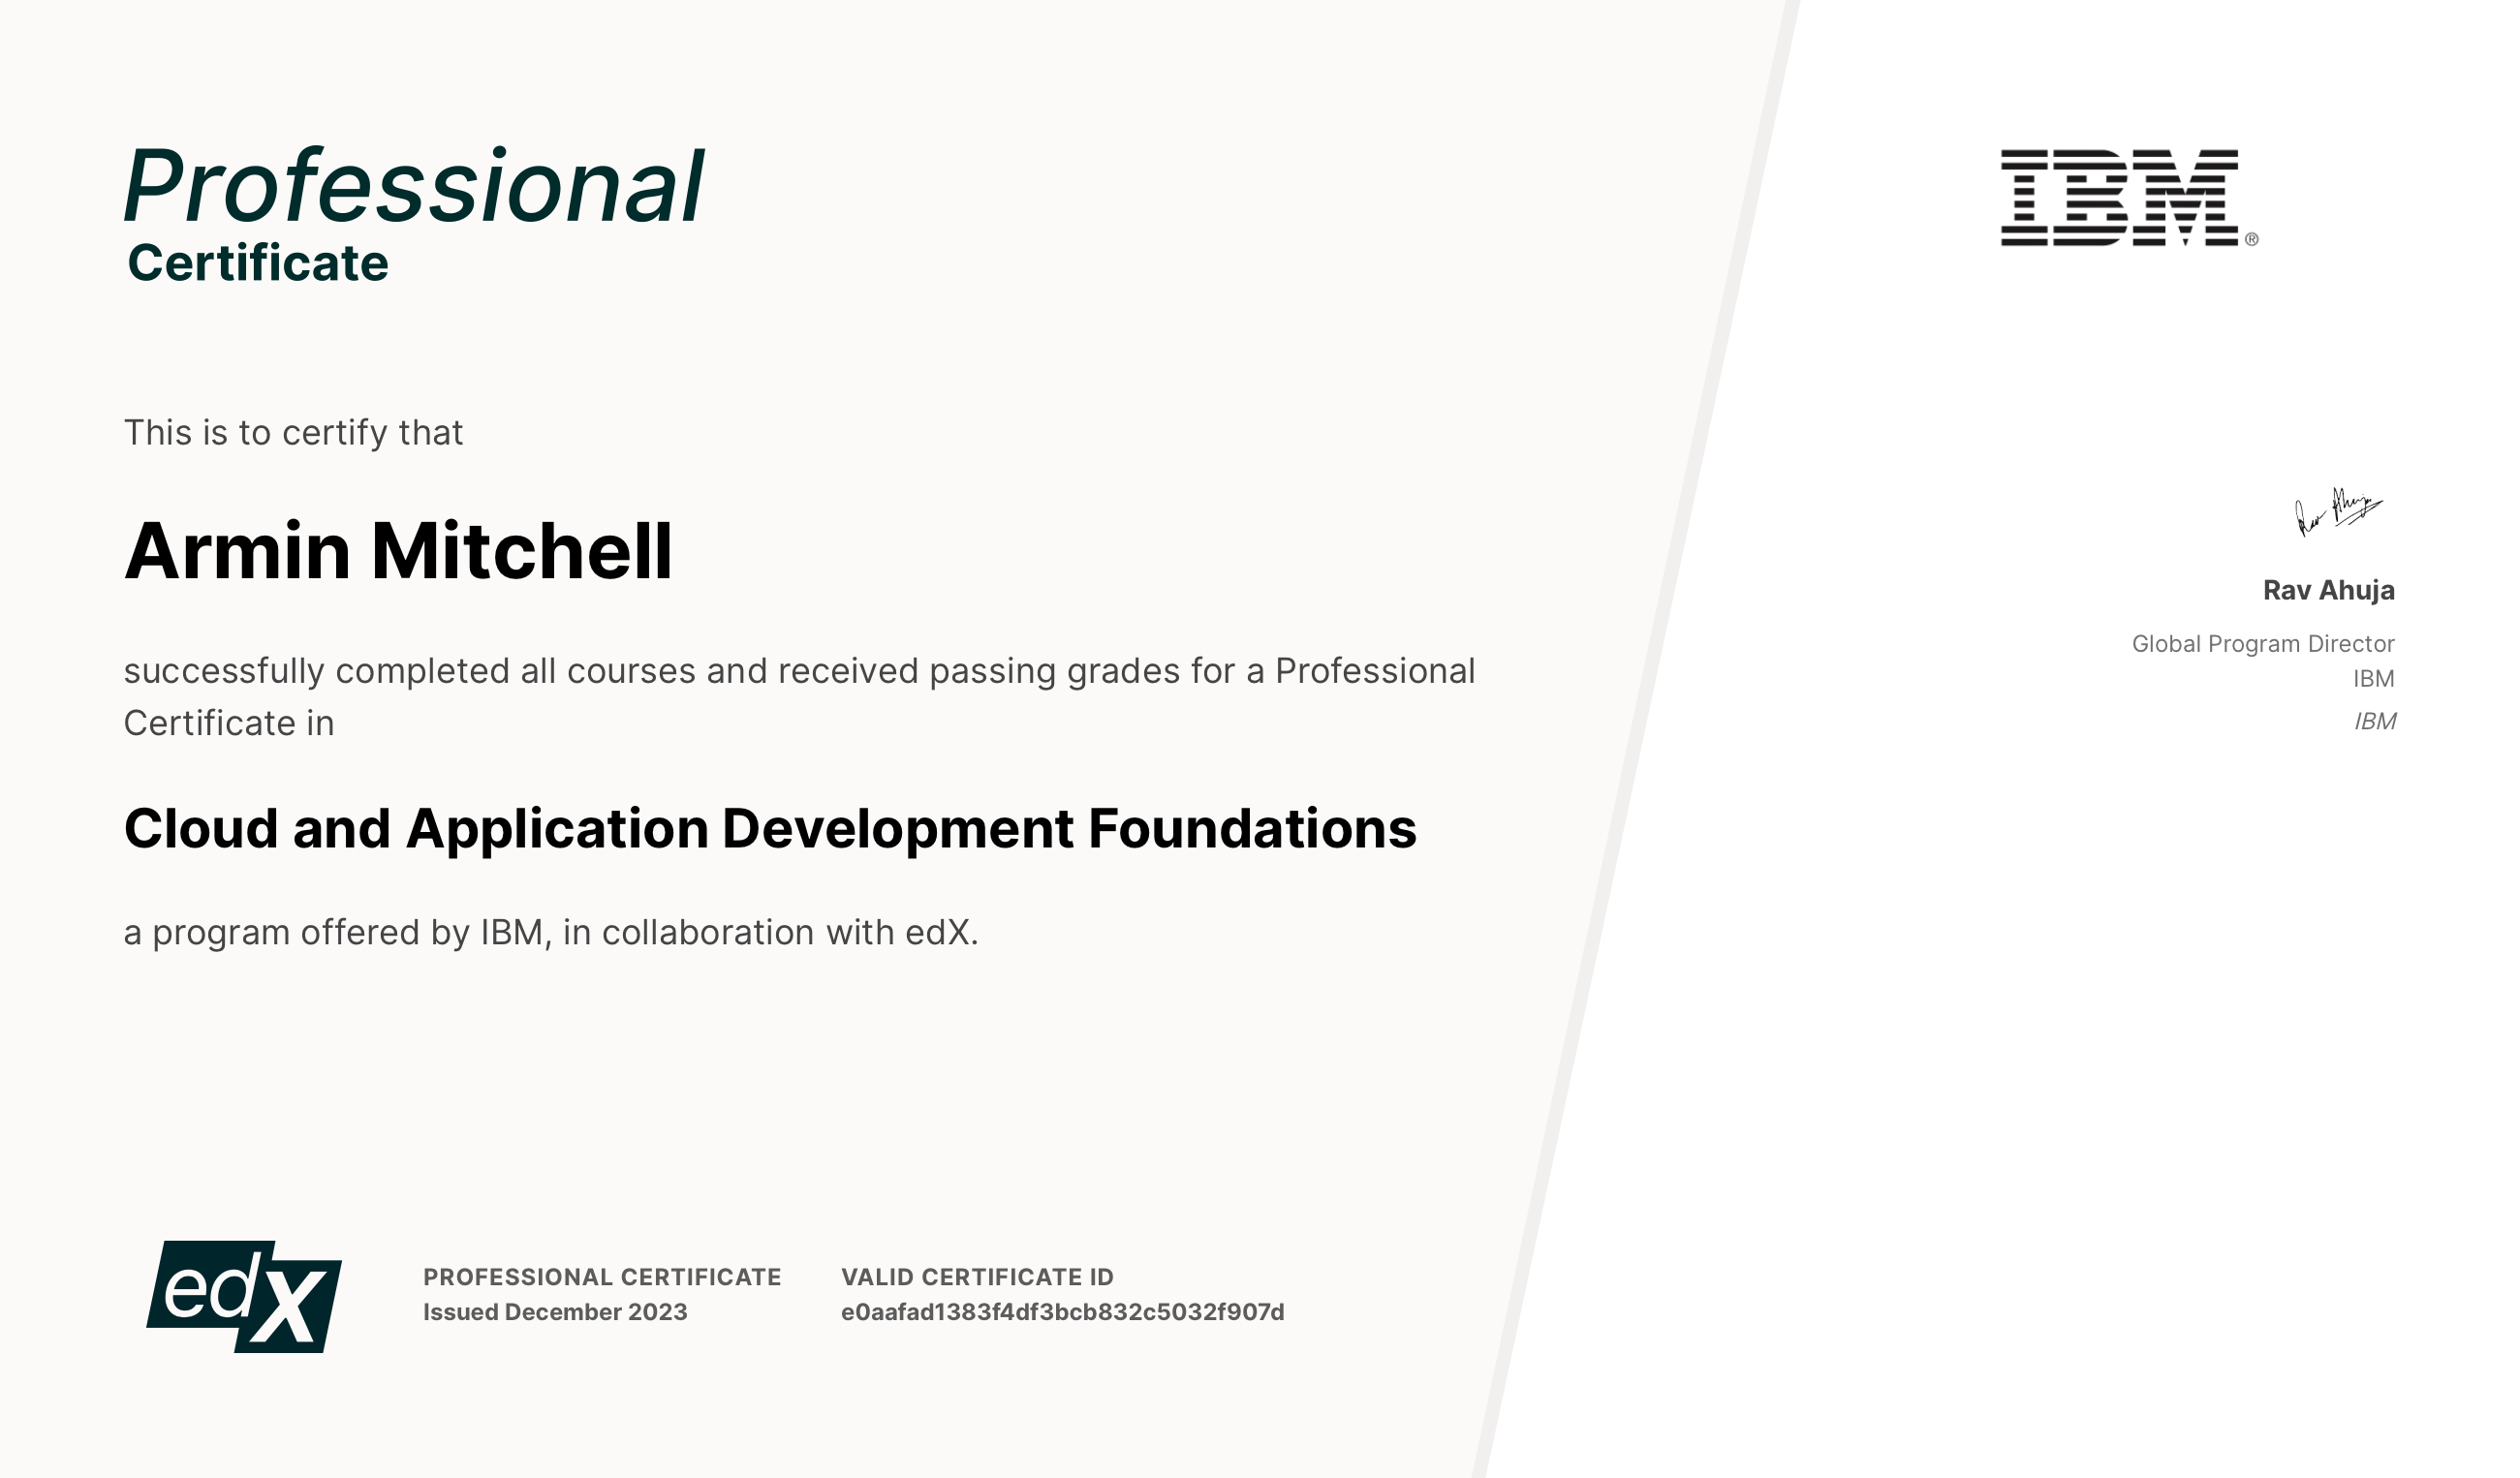 Professional
Certificate
IBM®
This is to certify that
Armin Mitchell
successfully completed all courses and received passing grades for a Professional
Certificate in
Cloud and Application Development Foundations
a program offered by IBM, in collaboration with edX.
Rav Ahuja
Rav Ahuja
Global Program Director
IBM
IBM
edX
PROFESSIONAL CERTIFICATE
Issued December 2023
VALID CERTIFICATE ID
e0aafad1383f4df3bcb832c5032f907d